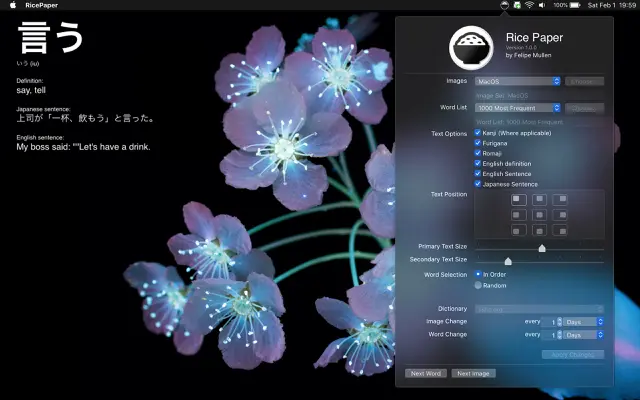 RicePaper
100%
Sat Feb 1 19:59
言う
いう (iu)
Definition:
say, tell
Japanese sentence:
上司が「一杯、飲もう」と言った。
English sentence:
My boss said: ""Let's have a drink.
Rice Paper
Version 1.0.0
by Felipe Mullen
Images
MacOS
Image Set: MacOS
Word List
1000 Most Frequent
Word List: 1000 Most Frequent
Text Options
Kanji (Where applicable)
Furigana
Romaji
English definition
English Sentence
Japanese Sentence
Text Position
Primary Text Size
Secondary Text Size
Word Selection
In Order
Random
Dictionary
Image Change every 1 Days
Word Change every 1 Days
Apply Changes
Next Word Next Image